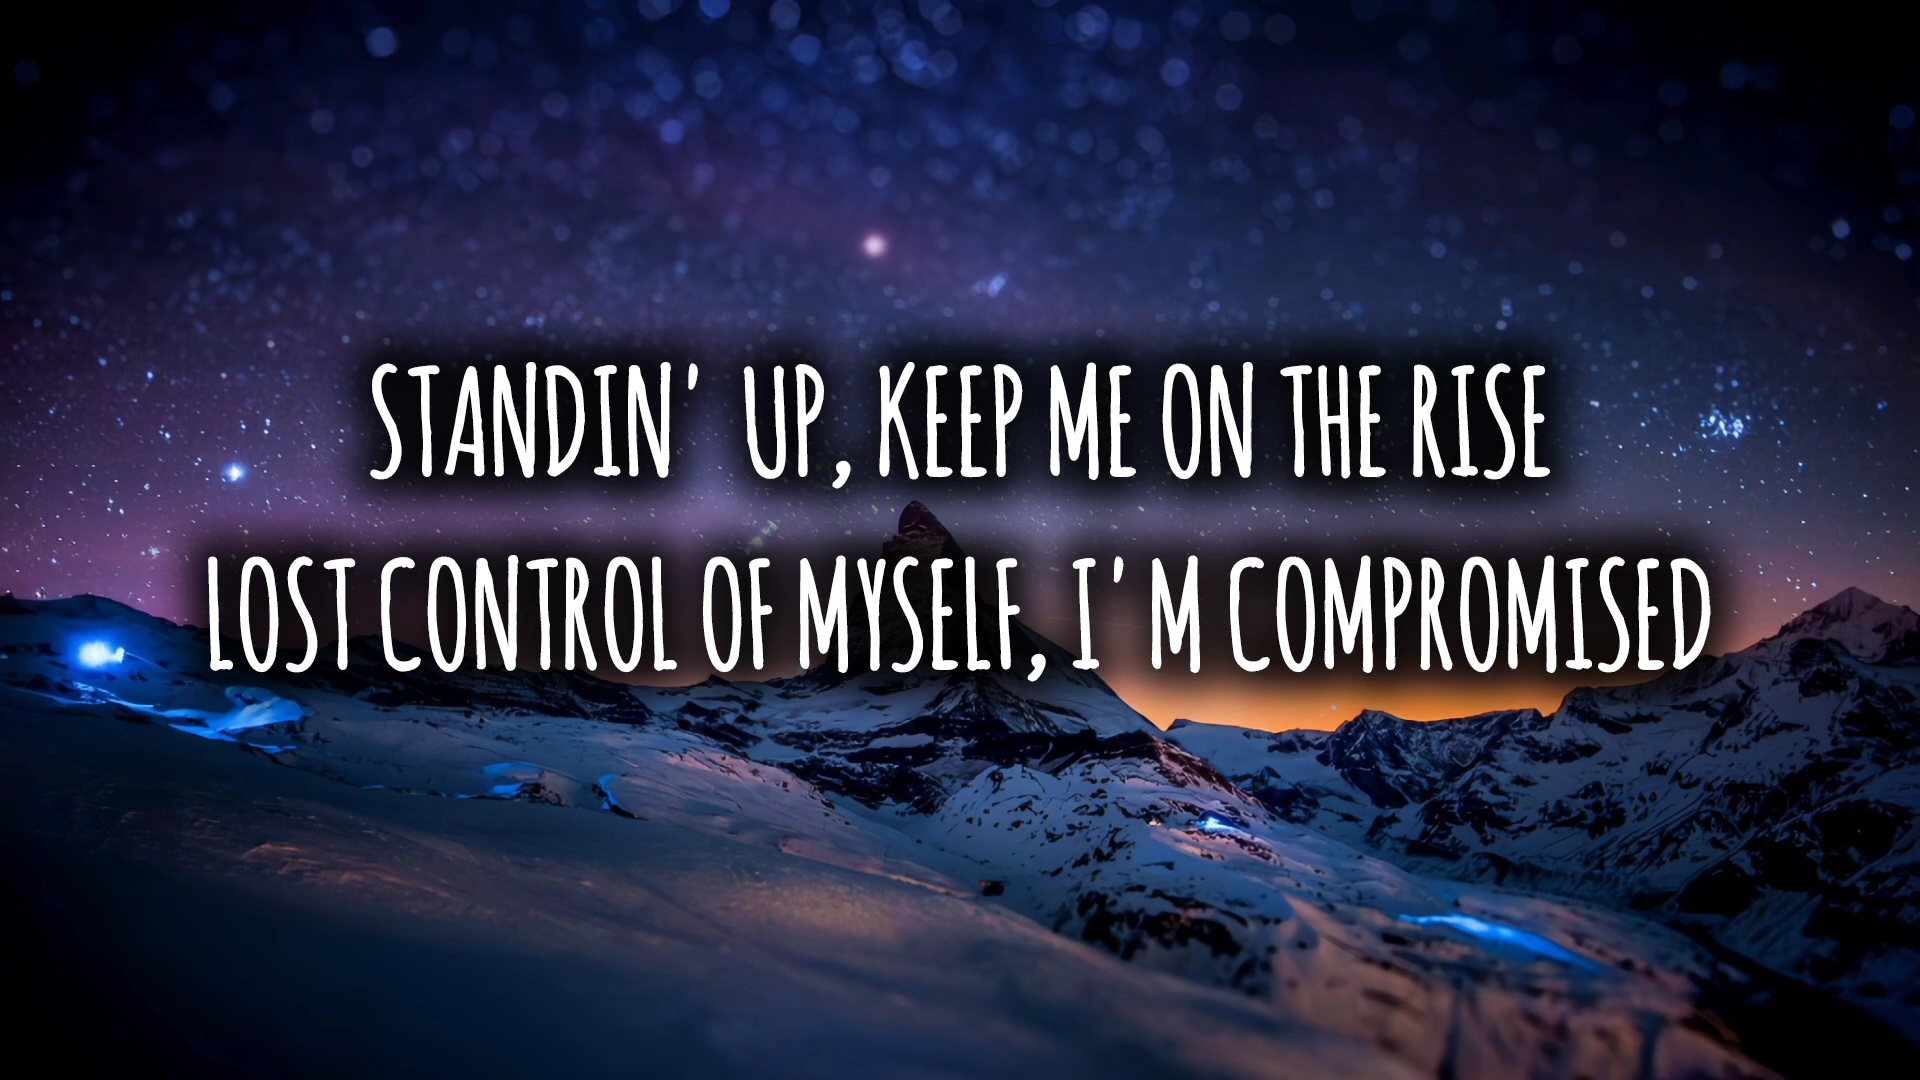 STANDIN' UP, KEEP ME ON THE RISE
LOST CONTROL OF MYSELF, I'M COMPROMISED